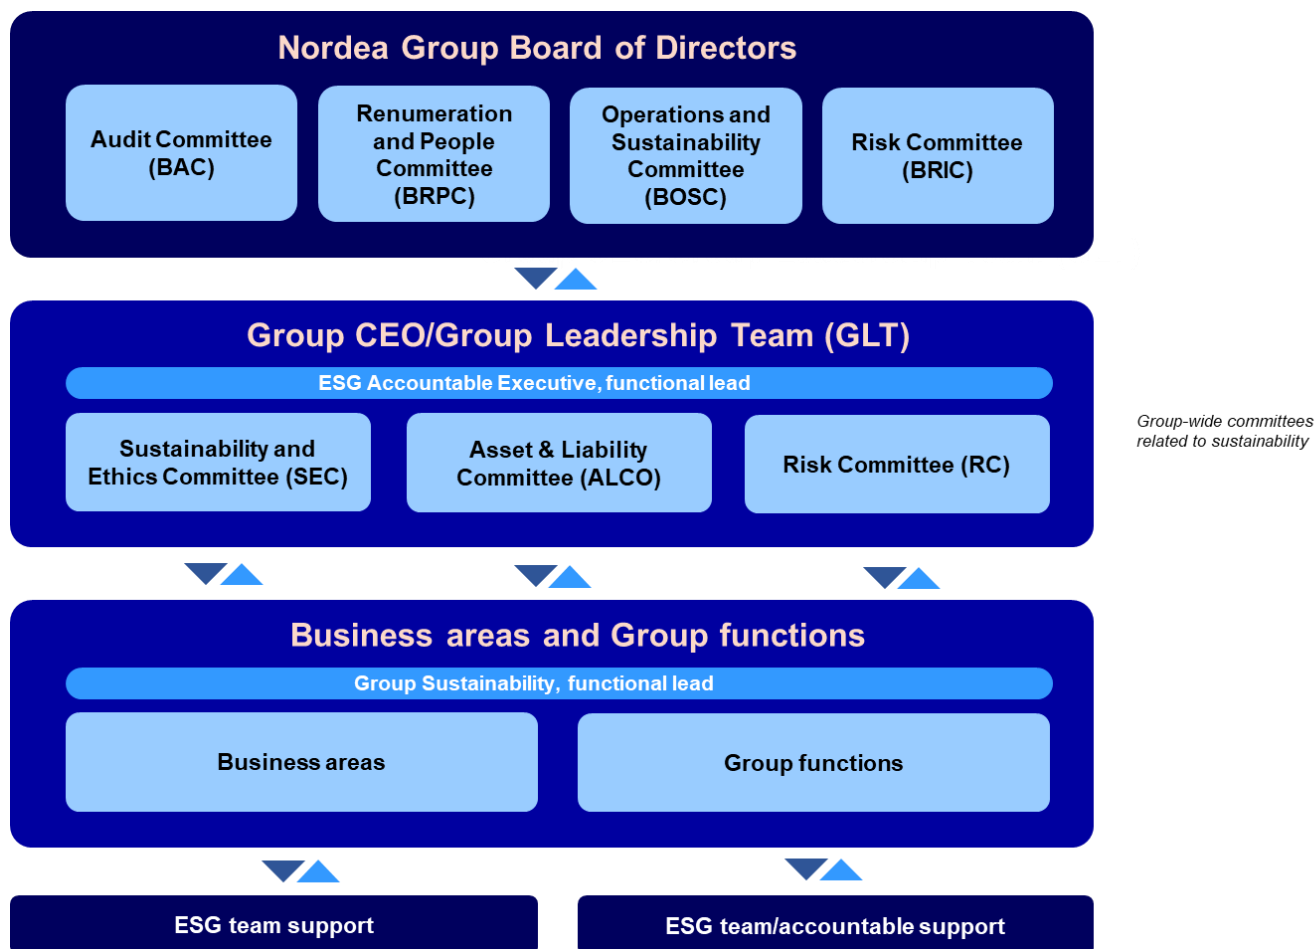 Nordea Group Board of Directors
Audit Committee
(BAC)
Renumeration
and People
Committee
(BRPC)
Operations and
Sustainability
Committee
(BOSC)
Risk Committee
(BRIC)
Group CEO/Group Leadership Team (GLT)
ESG Accountable Executive, functional lead
Sustainability and
Ethics Committee (SEC)
Asset & Liability
Committee (ALCO)
Risk Committee (RC)
Group-wide committees
related to sustainability
Business areas and Group functions
Group Sustainability, functional lead
Business areas
Group functions
ESG team support
ESG team/accountable support